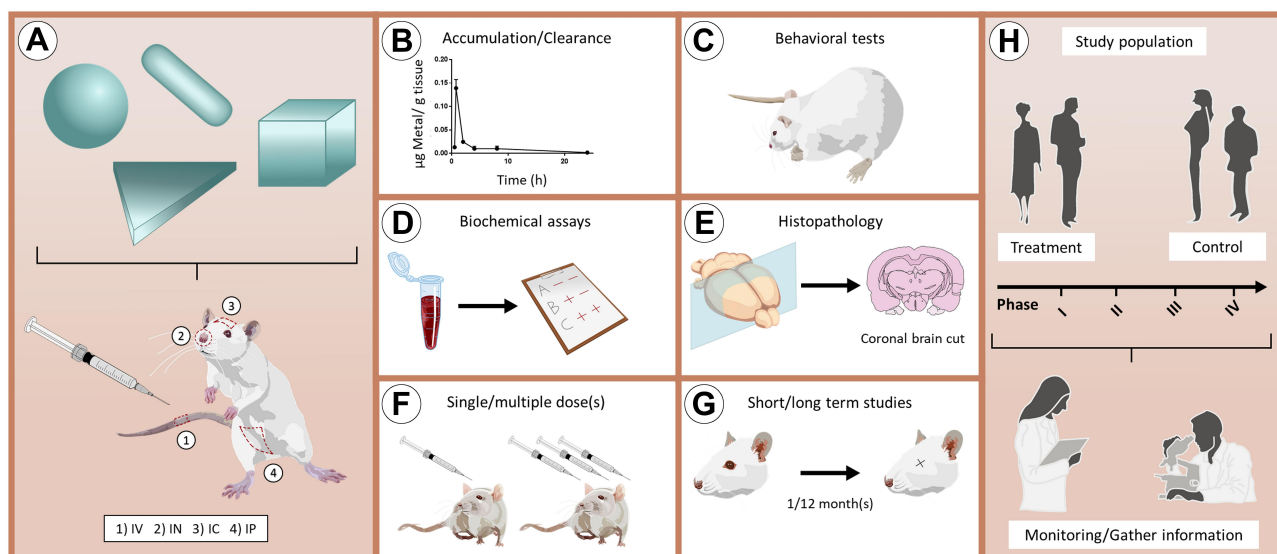 A
1
2
3
4
1) IV 2) IN 3) IC 4) IP
B
Accumulation/Clearance
µg Metal/ g tissue
0.20
0.15
0.10
0.05
0.00
0 10 20
Time (h)
C
Behavioral tests
D
Biochemical assays
A - -
B + -
C + +
E
Histopathology
Coronal brain cut
F
Single/multiple dose(s)
G
Short/long term studies
1/12 month(s)
H
Study population
Treatment
Control
Phase I II III IV
Monitoring/Gather information